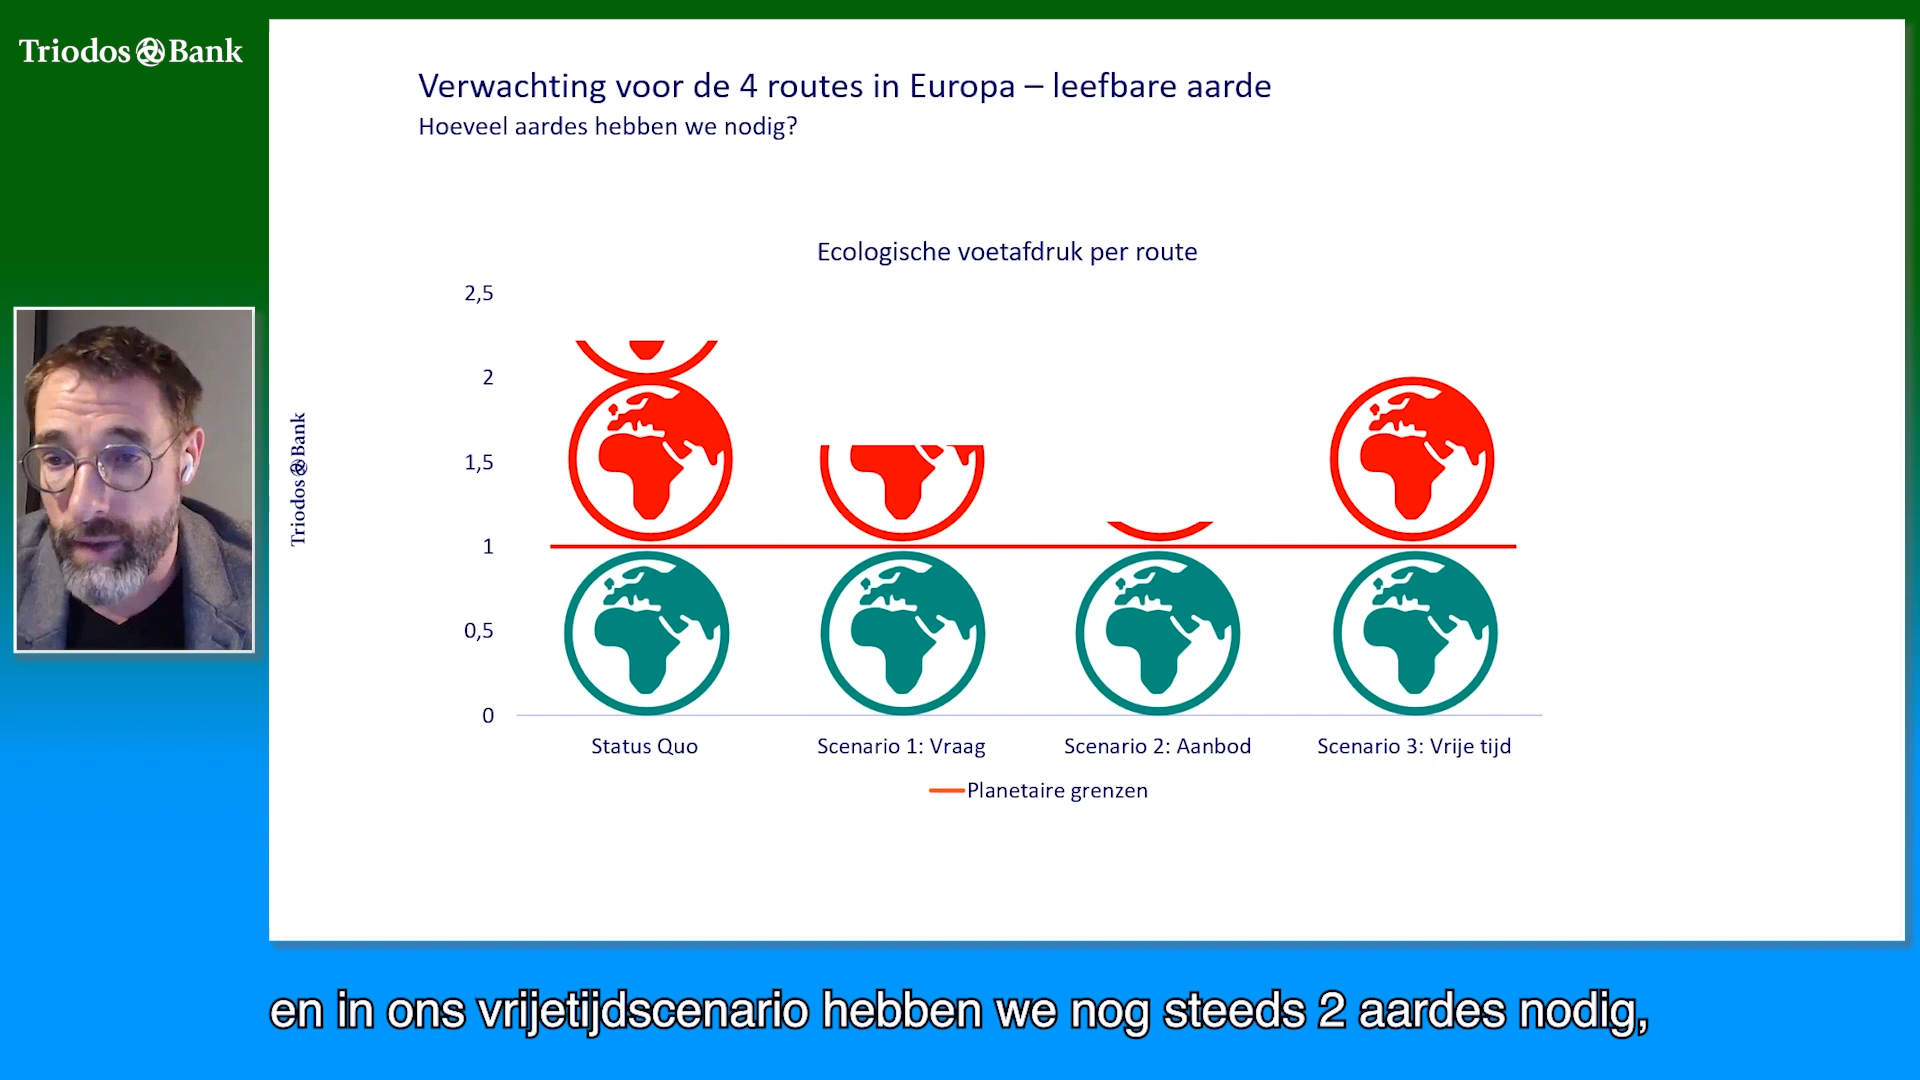 Triodos Bank
Verwachting voor de 4 routes in Europa – leefbare aarde
Hoeveel aardes hebben we nodig?
Ecologische voetafdruk per route
2,5
2
1,5
1
0,5
0
Triodos Bank
Status Quo
Scenario 1: Vraag
Scenario 2: Aanbod
Scenario 3: Vrije tijd
Planetaire grenzen
en in ons vrijetijdscenario hebben we nog steeds 2 aardes nodig,